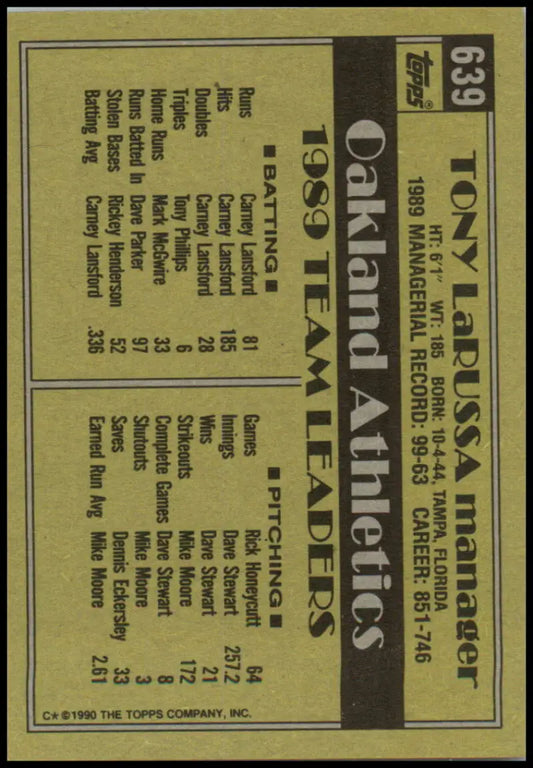 639
Topps®
TONY LaRUSSA manager
HT: 6'1" WT: 185 BORN: 10-4-44, TAMPA, FLORIDA
1989 MANAGERIAL RECORD: 99-63 CAREER: 851-746
Oakland Athletics
1989 TEAM LEADERS
■ BATTING ■
Runs Carney Lansford 81
Hits Carney Lansford 185
Doubles Carney Lansford 28
Triples Tony Phillips 6
Home Runs Mark McGwire 33
Runs Batted In Dave Parker 97
Stolen Bases Rickey Henderson 52
Batting Avg Carney Lansford .336
■ PITCHING ■
Games Rick Honeycutt 64
Innings Dave Stewart 257.2
Wins Dave Stewart 21
Strikeouts Mike Moore 172
Complete Games Dave Stewart 8
Shutouts Mike Moore 3
Saves Dennis Eckersley 33
Earned Run Avg Mike Moore 2.61
C★ ©1990 THE TOPPS COMPANY, INC.